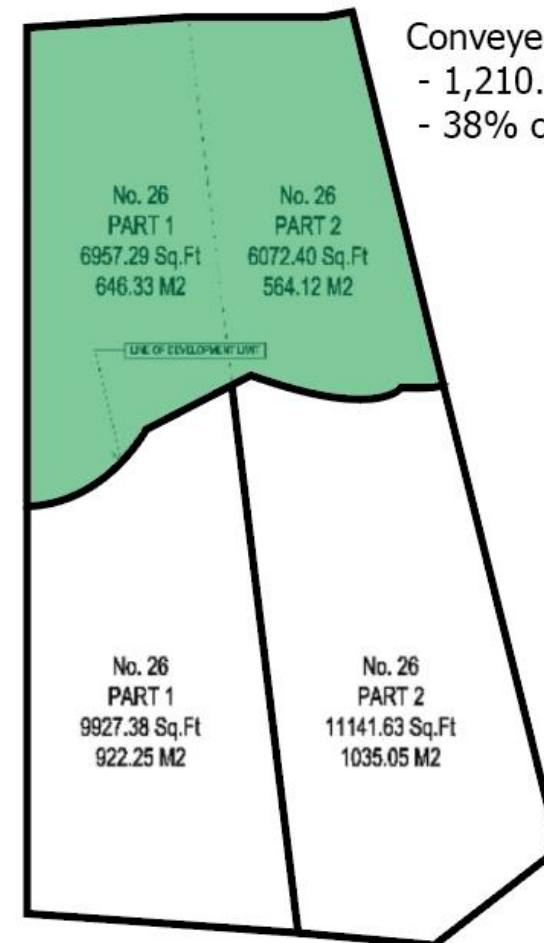 Conveye
- 1,210.
- 38% o
No. 26
PART 1
6957.29 Sq.Ft
646.33 M2
No. 26
PART 2
6072.40 Sq.Ft
564.12 M2
LINE OF DEVELOPMENT LIMIT
No. 26
PART 1
9927.38 Sq.Ft
922.25 M2
No. 26
PART 2
11141.63 Sq.Ft
1035.05 M2